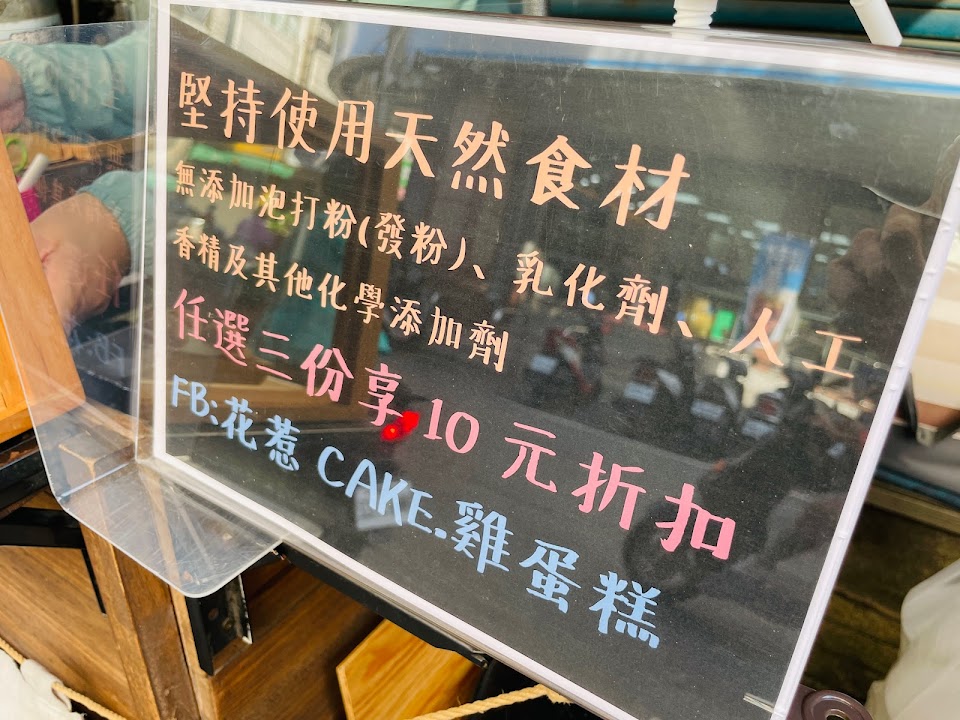 堅持使用天然食材
無添加泡打粉(發粉)、乳化劑、人工
香精及其他化學添加劑
任選三份享10元折扣
FB:花惹 CAKE.雞蛋糕